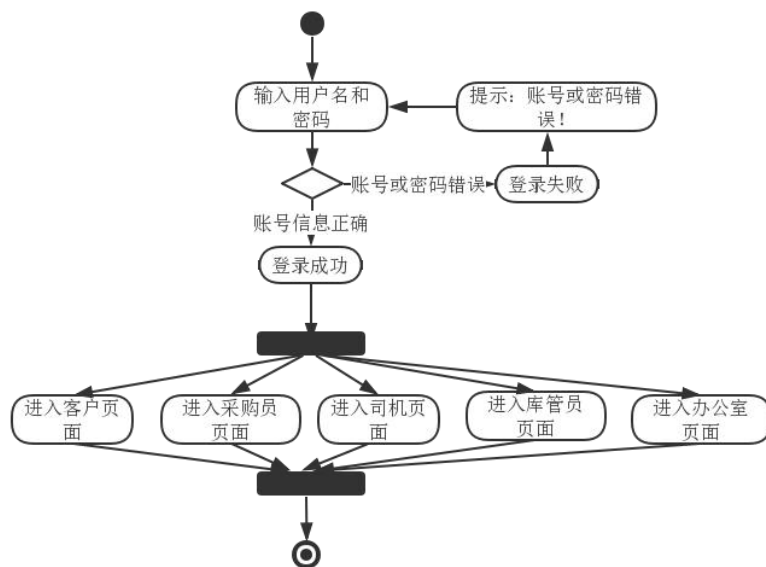 输入用户名和
密码
提示：账号或密码错
误！
账号或密码错误
登录失败
账号信息正确
登录成功
进入客户页
面
进入采购员
页面
进入司机页
面
进入库管员
页面
进入办公室
页面